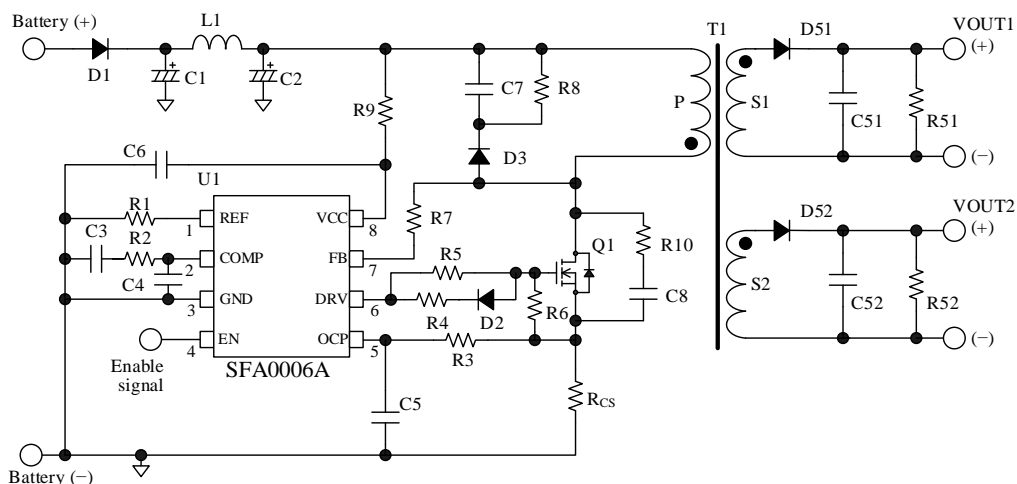 Battery (+)
L1
T1
D51
VOUT1
(+)
D1
C1
C2
C7
R8
P
S1
C51
R51
R9
C6
D3
(−)
U1
R1
REF
VCC
R7
D52
VOUT2
1
8
(+)
C3
R2
Q1
R10
COMP
FB
R5
2
7
C4
S2
GND
DRV
R6
C8
C52
R52
3
6
R4
D2
EN
OCP
(−)
4
5
R3
Enable
signal
SFA0006A
C5
RCS
Battery (−)